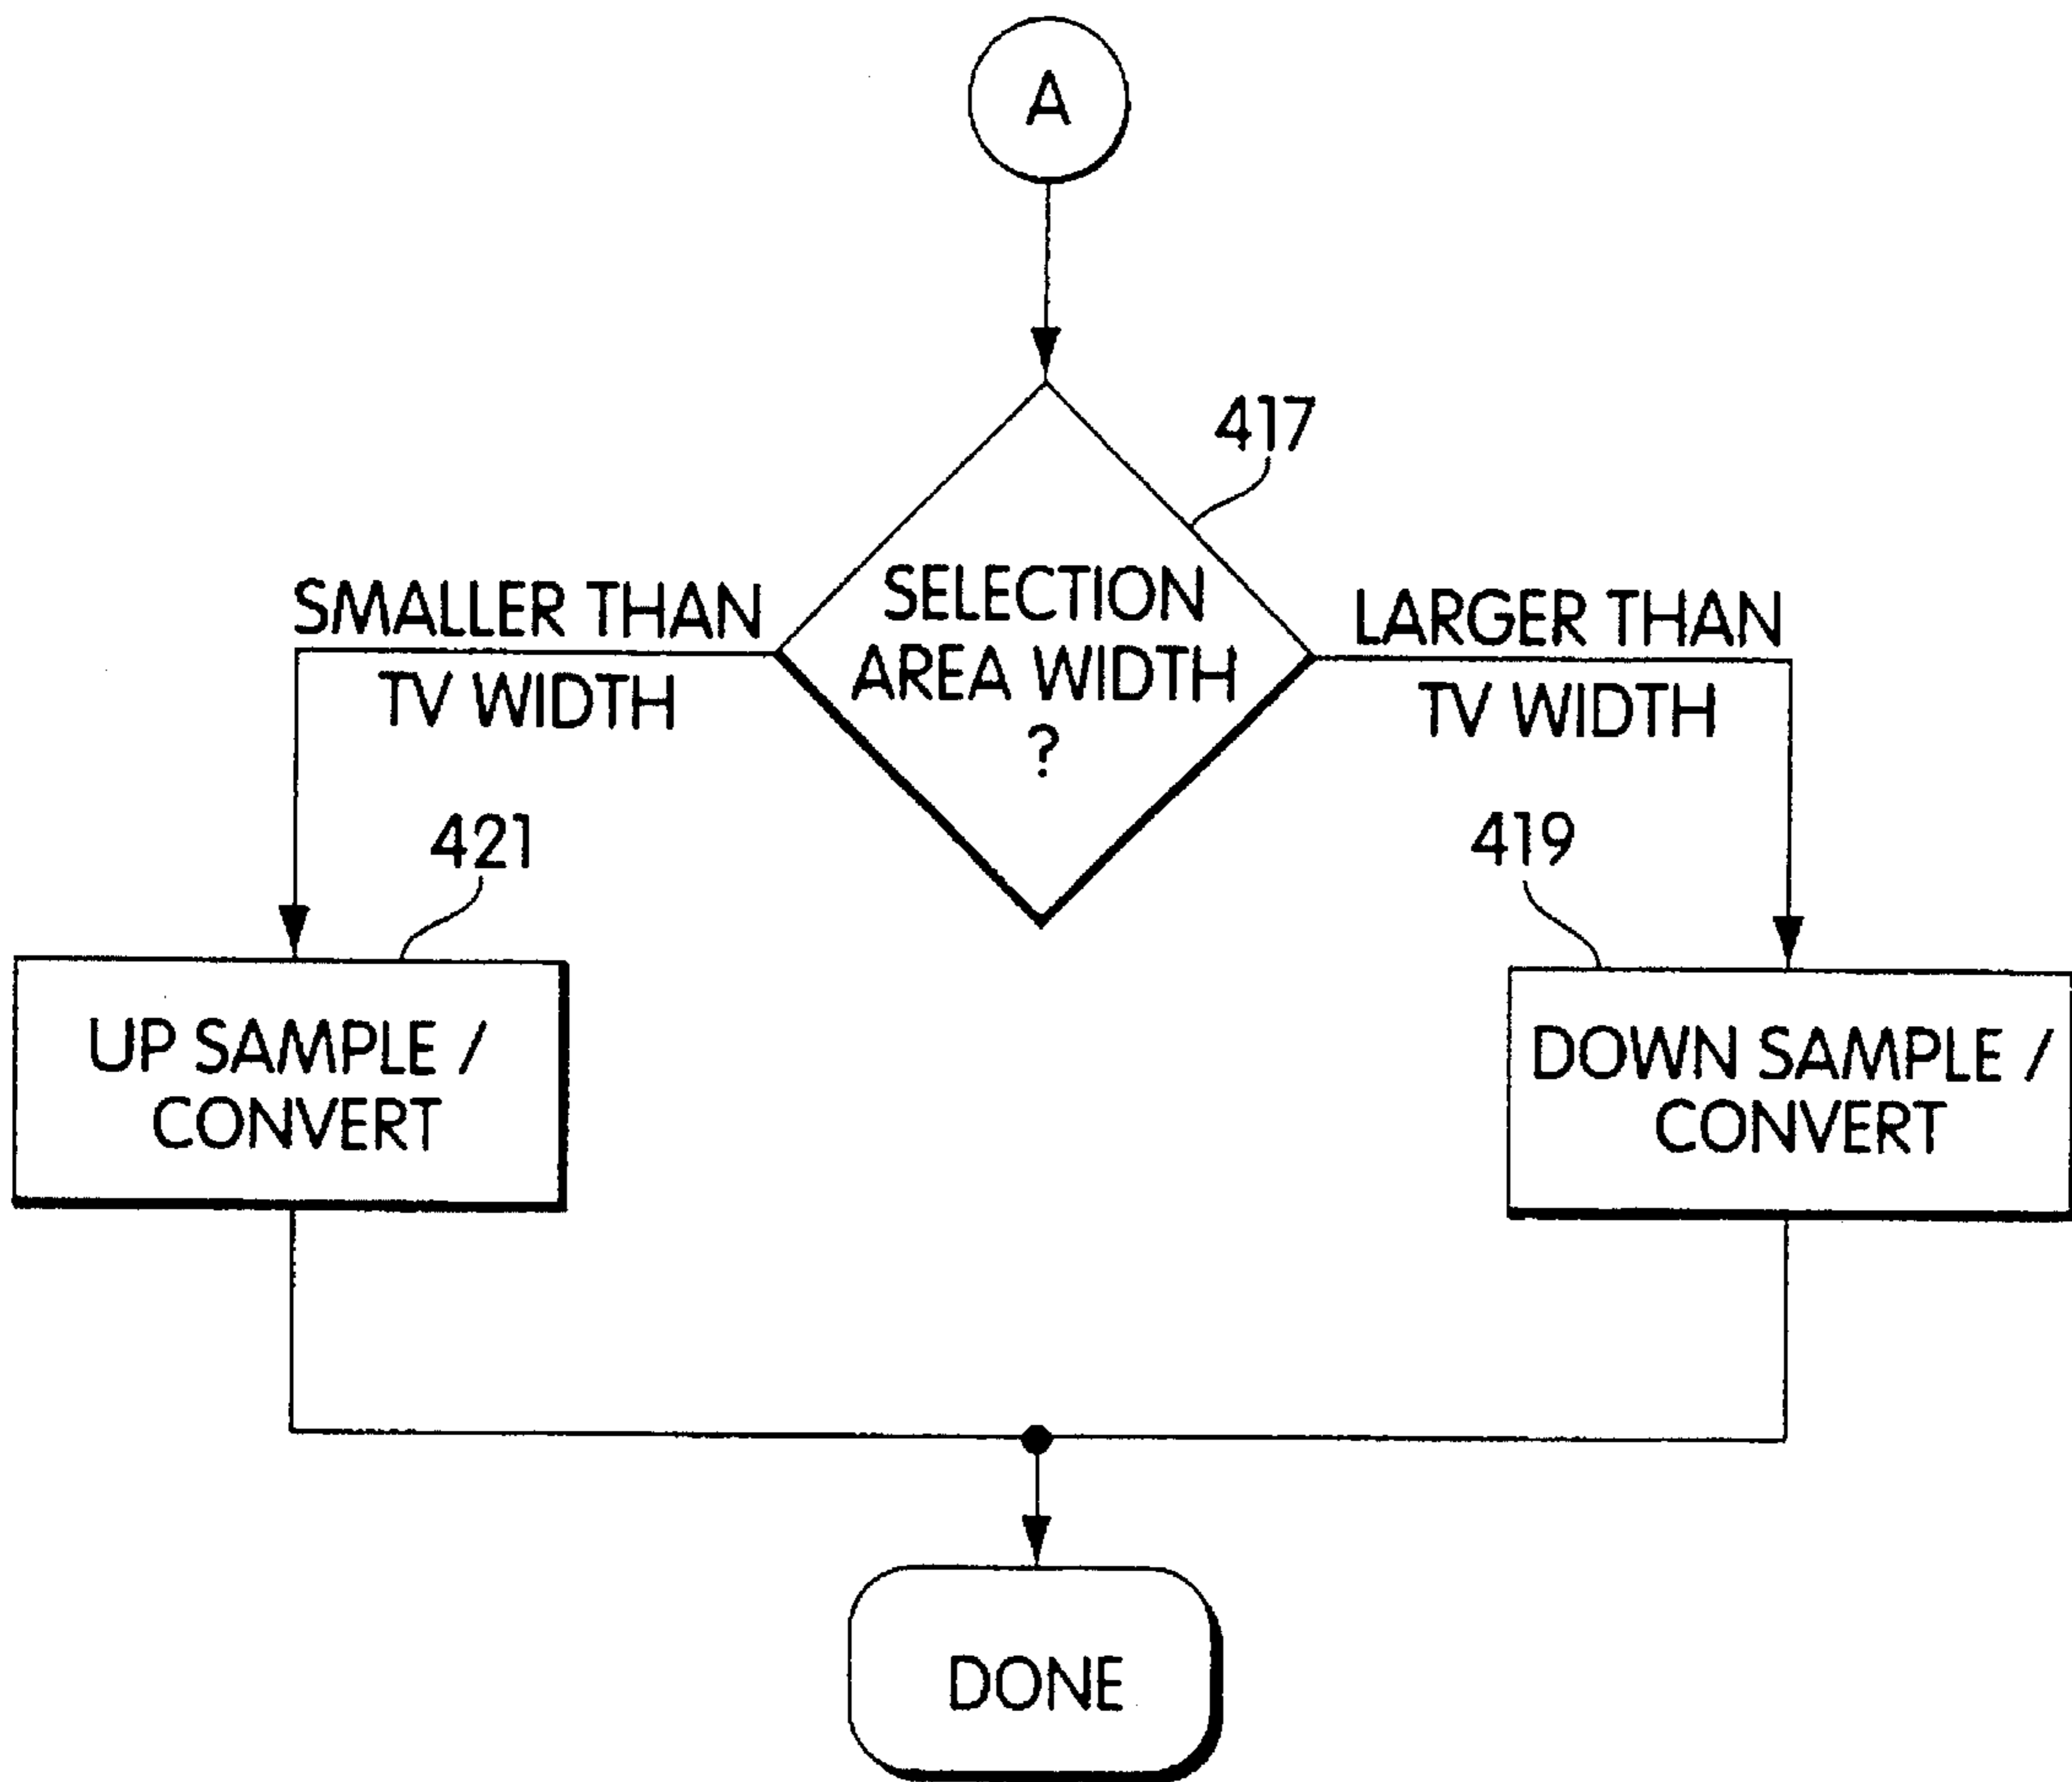 A
417
SELECTION
AREA WIDTH
?
SMALLER THAN
TV WIDTH
LARGER THAN
TV WIDTH
421
419
UP SAMPLE /
CONVERT
DOWN SAMPLE /
CONVERT
DONE